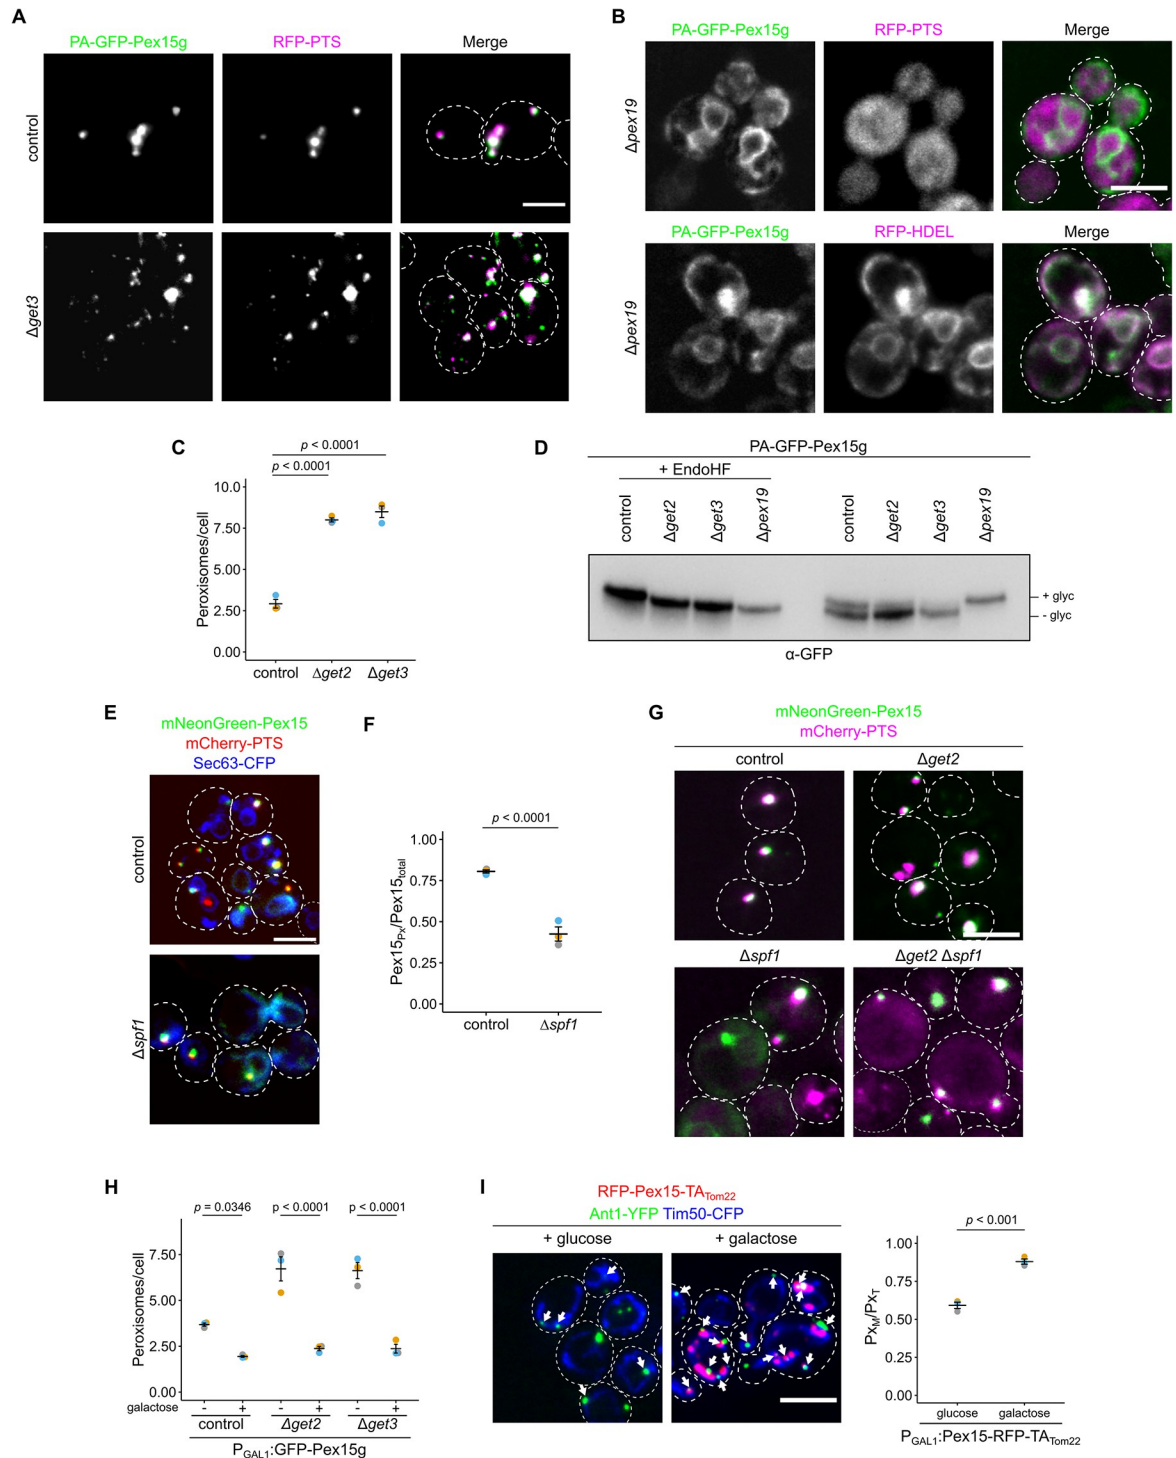 A
PA-GFP-Pex15g RFP-PTS Merge
control
Δget3
B
PA-GFP-Pex15g RFP-PTS Merge
Δpex19
PA-GFP-Pex15g RFP-HDEL Merge
Δpex19
C
p < 0.0001
p < 0.0001
Peroxisomes/cell
10.0
7.50
5.00
2.50
0.00
control Δget2 Δget3
D
PA-GFP-Pex15g
+ EndoHF
control Δget2 Δget3 Δpex19 control Δget2 Δget3 Δpex19
+ glyc
- glyc
α-GFP
E
mNeonGreen-Pex15
mCherry-PTS
Sec63-CFP
control
Δspf1
F
p < 0.0001
Pex15Px/Pex15total
1.00
0.75
0.50
0.25
0.00
control Δspf1
G
mNeonGreen-Pex15
mCherry-PTS
control Δget2
Δspf1 Δget2 Δspf1
H
p = 0.0346 p < 0.0001 p < 0.0001
Peroxisomes/cell
7.50
5.00
2.50
0.00
galactose - + - + - +
control Δget2 Δget3
PGAL1:GFP-Pex15g
I
RFP-Pex15-TATom22
Ant1-YFP Tim50-CFP
+ glucose + galactose
p < 0.001
PxM/PxT
1.00
0.75
0.50
0.25
0.00
glucose galactose
PGAL1:Pex15-RFP-TATom22